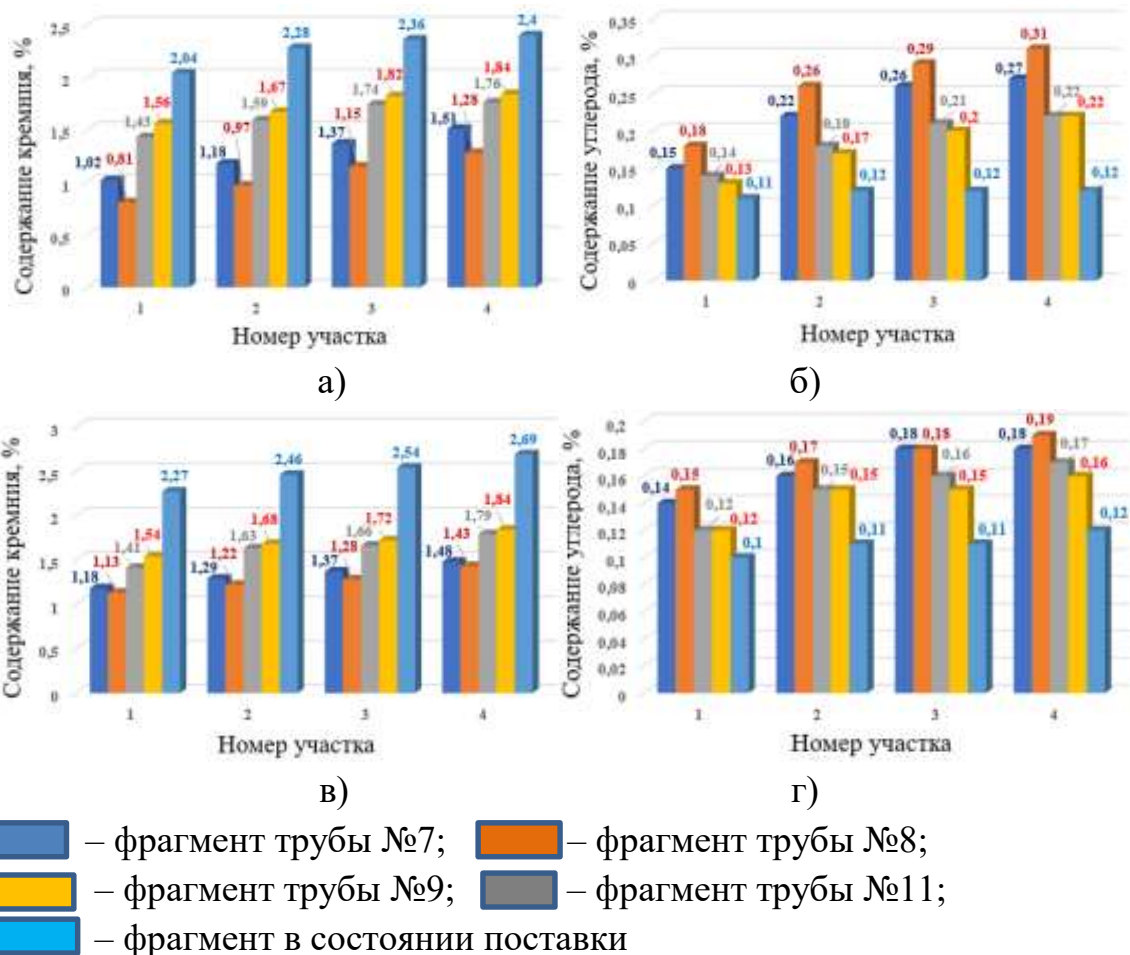 Содержание кремния, %
2,5
2
1,5
1
0,5
0
1,02 0,81 1,43 1,56 2,04
1,18 0,97 1,59 1,67 2,28
1,37 1,15 1,74 1,82 2,36
1,51 1,28 1,76 1,84 2,4
1 2 3 4
Номер участка
а)
Содержание углерода, %
0,35
0,3
0,25
0,2
0,15
0,1
0,05
0
0,15 0,18 0,14 0,13 0,11
0,22 0,26 0,18 0,17 0,12
0,26 0,29 0,21 0,2 0,12
0,27 0,31 0,22 0,22 0,12
1 2 3 4
Номер участка
б)
Содержание кремния, %
3
2,5
2
1,5
1
0,5
0
1,18 1,13 1,41 1,54 2,27
1,29 1,22 1,63 1,68 2,46
1,37 1,28 1,66 1,72 2,54
1,48 1,43 1,79 1,84 2,69
1 2 3 4
Номер участка
в)
Содержание углерода, %
0,2
0,18
0,16
0,14
0,12
0,1
0,08
0,06
0,04
0,02
0
0,14 0,15 0,12 0,12 0,1
0,16 0,17 0,15 0,15 0,11
0,18 0,18 0,16 0,15 0,11
0,18 0,19 0,17 0,16 0,12
1 2 3 4
Номер участка
г)
– фрагмент трубы №7; – фрагмент трубы №8;
– фрагмент трубы №9; – фрагмент трубы №11;
– фрагмент в состоянии поставки